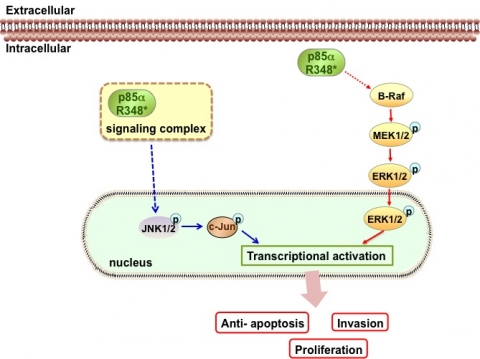 Extracellular
Intracellular
p85α
R348*
signaling complex
p85α
R348*
B-Raf
MEK1/2
p
ERK1/2
p
ERK1/2
p
JNK1/2
p
c-Jun
p
Transcriptional activation
nucleus
Anti- apoptosis
Invasion
Proliferation